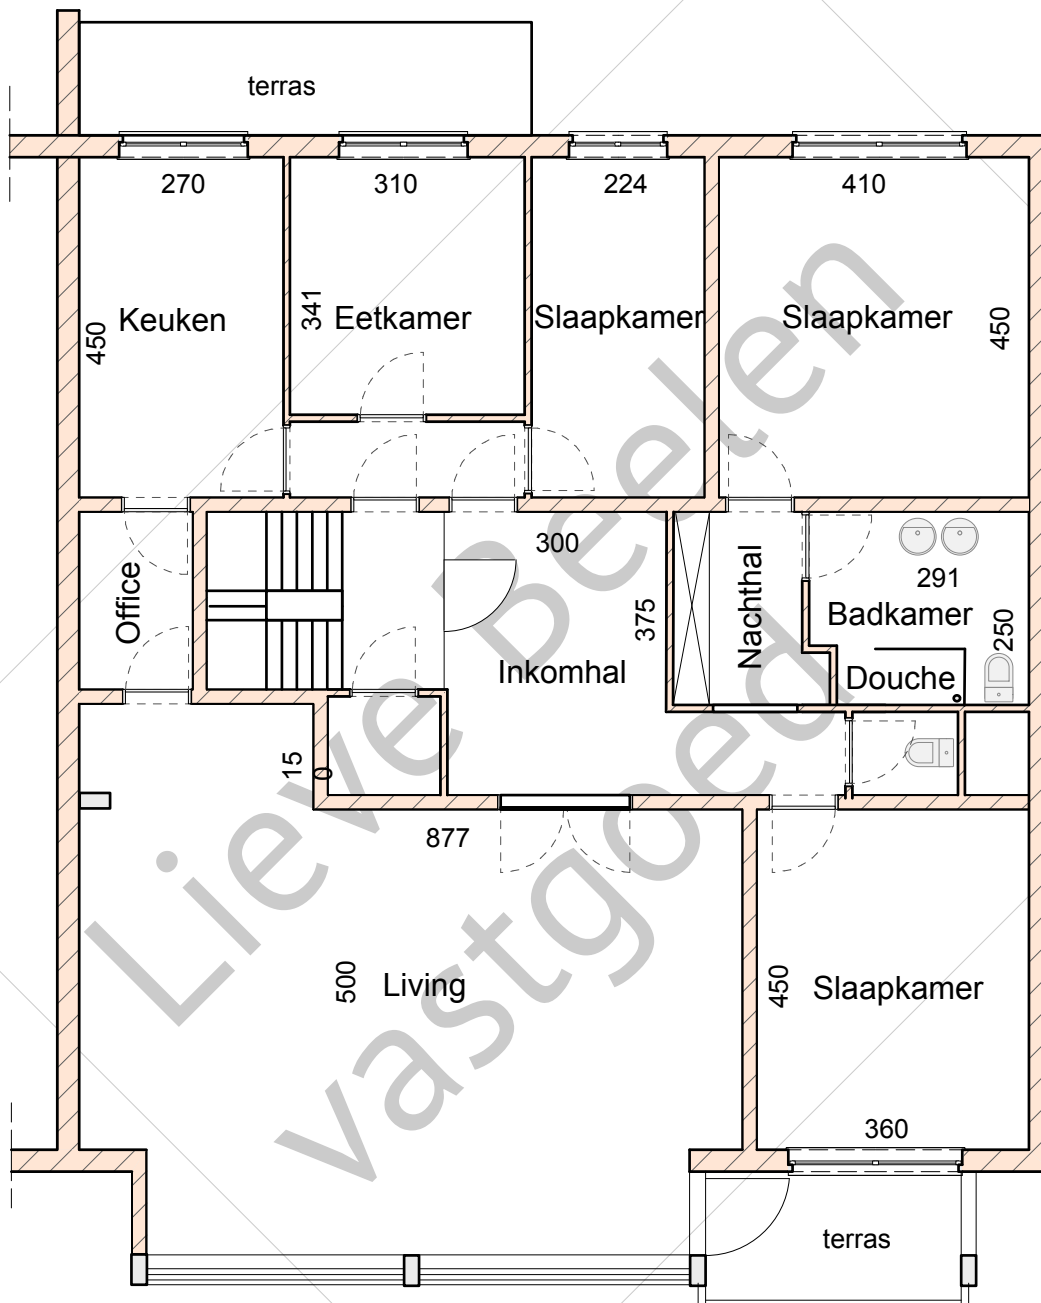 terras
270
310
224
410
Keuken
450
Eetkamer
341
Slaapkamer
Slaapkamer
450
Office
300
Inkomhal
375
Nachthal
291
Badkamer
250
Douche
15
877
500
Living
450
Slaapkamer
360
terras
Lieve Beelen
vastgoed